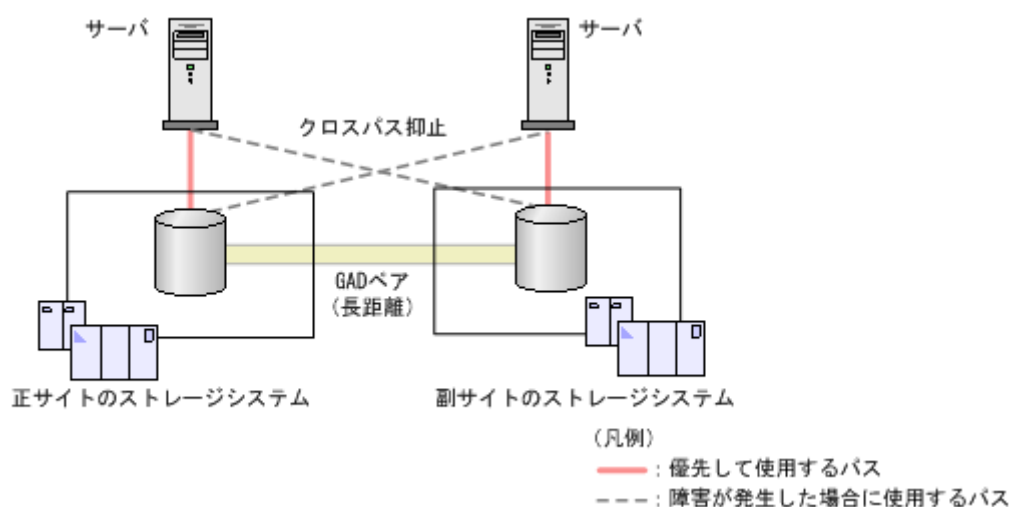 サーバ
サーバ
クロスパス抑止
GADペア
(長距離)
正サイトのストレージシステム
副サイトのストレージシステム
(凡例)
:優先して使用するパス
:障害が発生した場合に使用するパス